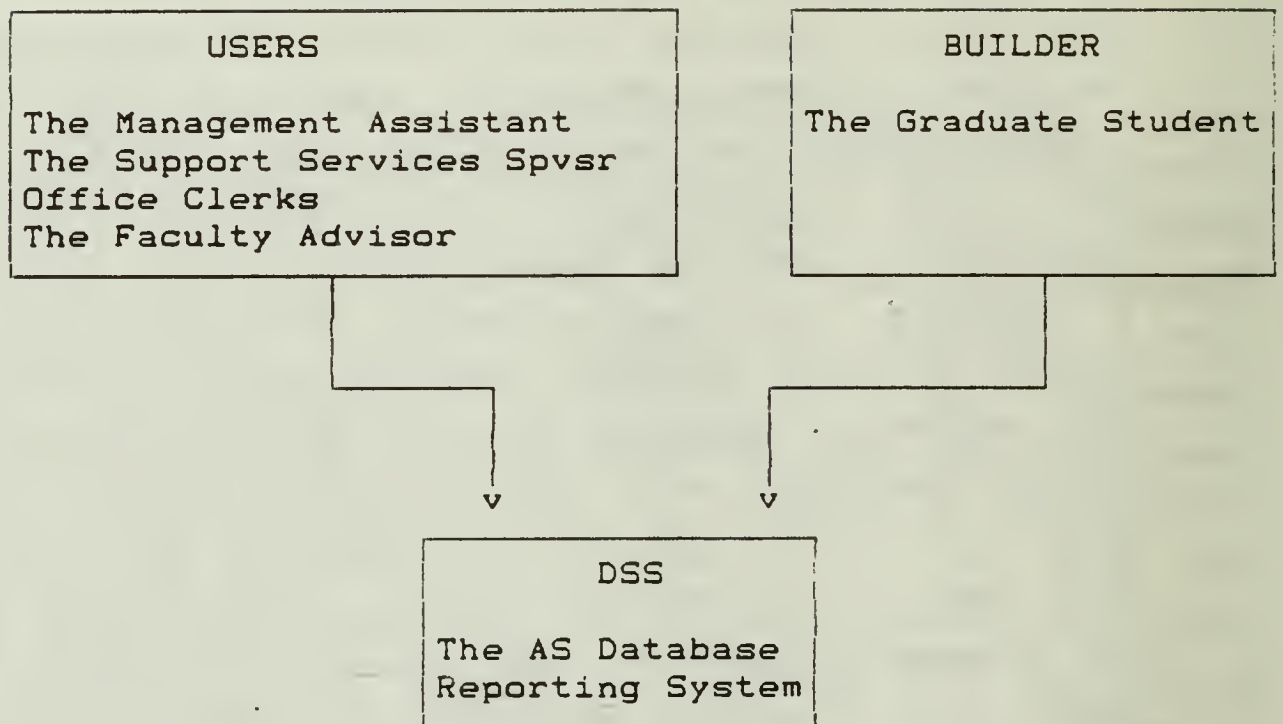 USERS
The Management Assistant
The Support Services Spvsr
Office Clerks
The Faculty Advisor
BUILDER
The Graduate Student
v
v
DSS
The AS Database
Reporting System